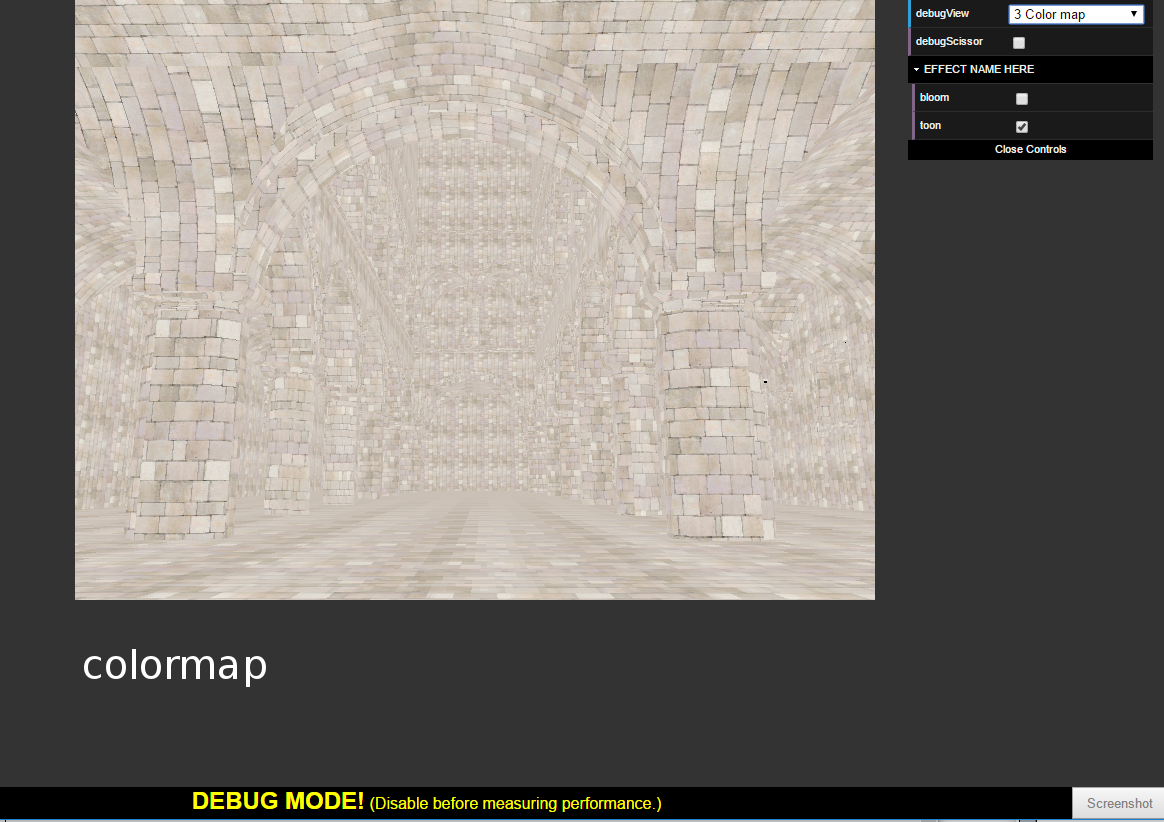 debugView 3 Color map
debugScissor
EFFECT NAME HERE
bloom
toon
Close Controls
colormap
DEBUG MODE! (Disable before measuring performance.)
Screenshot